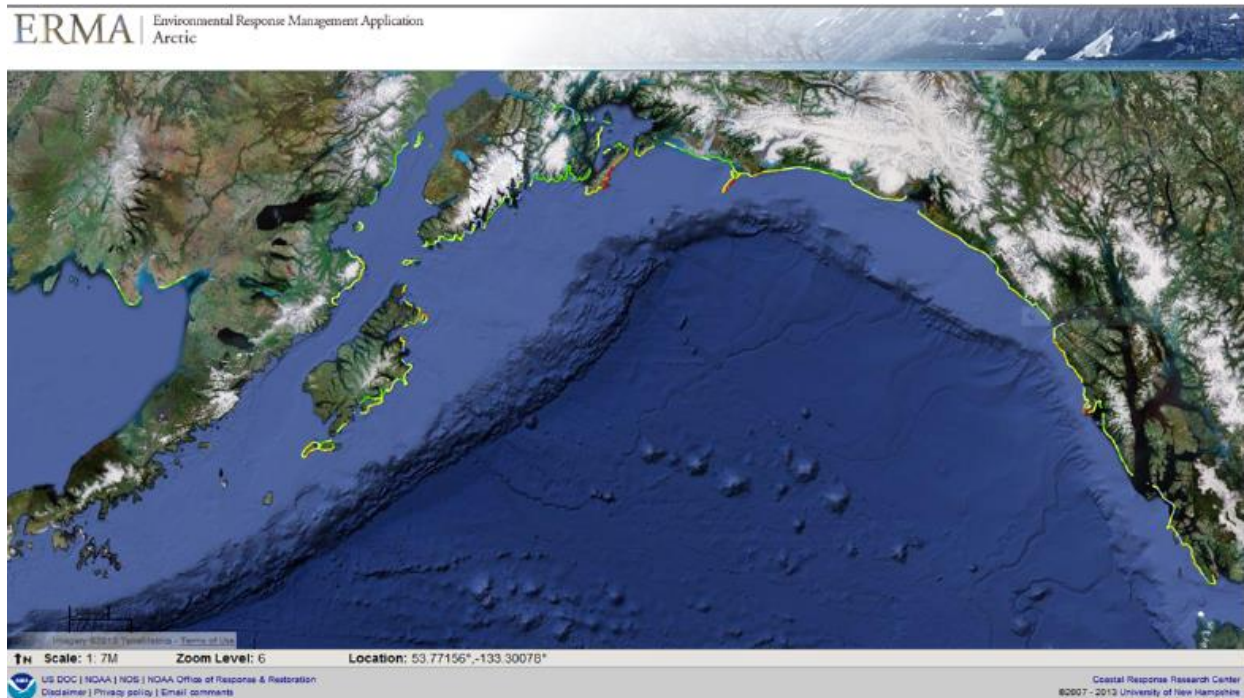 ERMA Environmental Response Management Application
Arctic
Imagery ©2013 TerraMetrics - Terms of Use
N Scale: 1: 7M Zoom Level: 6 Location: 53.77156°,-133.30078°
US DOC | NOAA | NOS | NOAA Office of Response & Restoration
Disclaimer | Privacy policy | Email comments
Coastal Response Research Center
©2007 - 2013 University of New Hampshire